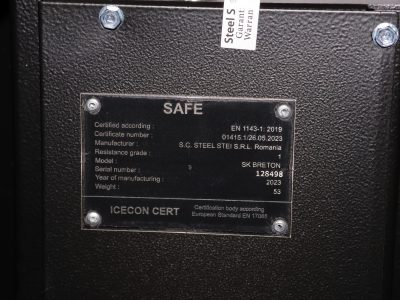 Steel S
Garant
Warran
SAFE
Certified according : EN 1143-1: 2019
Certificate number : 01415.1/26.05.2023
Manufacturer : S.C. STEEL STEI S.R.L. Romania
Resistance grade : 1
Model : SK BRETON
Serial number : 128498
Year of manufacturing : 2023
Weight : 53
ICECON CERT
Certification body according
European Standard EN 17065